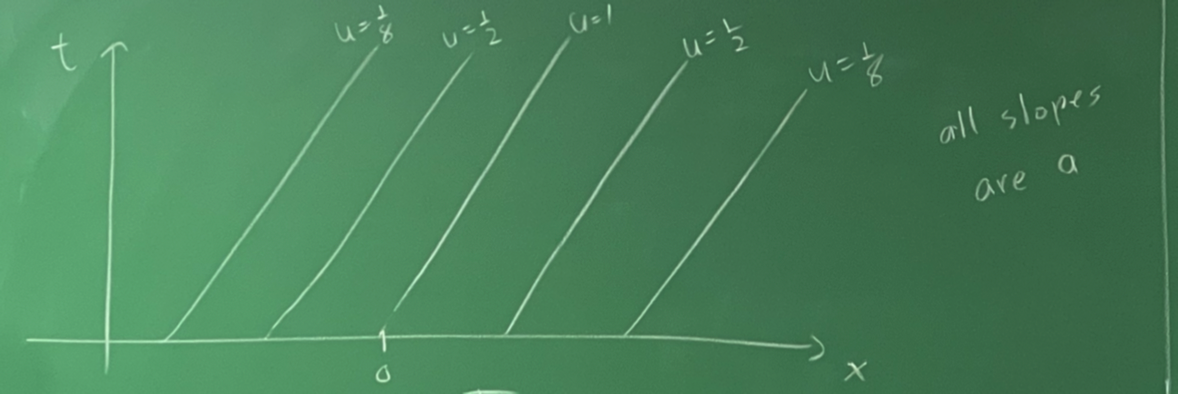 t
u=1/8
u=1/2
u=1
u=1/2
u=1/8
all slopes
are a
0
x